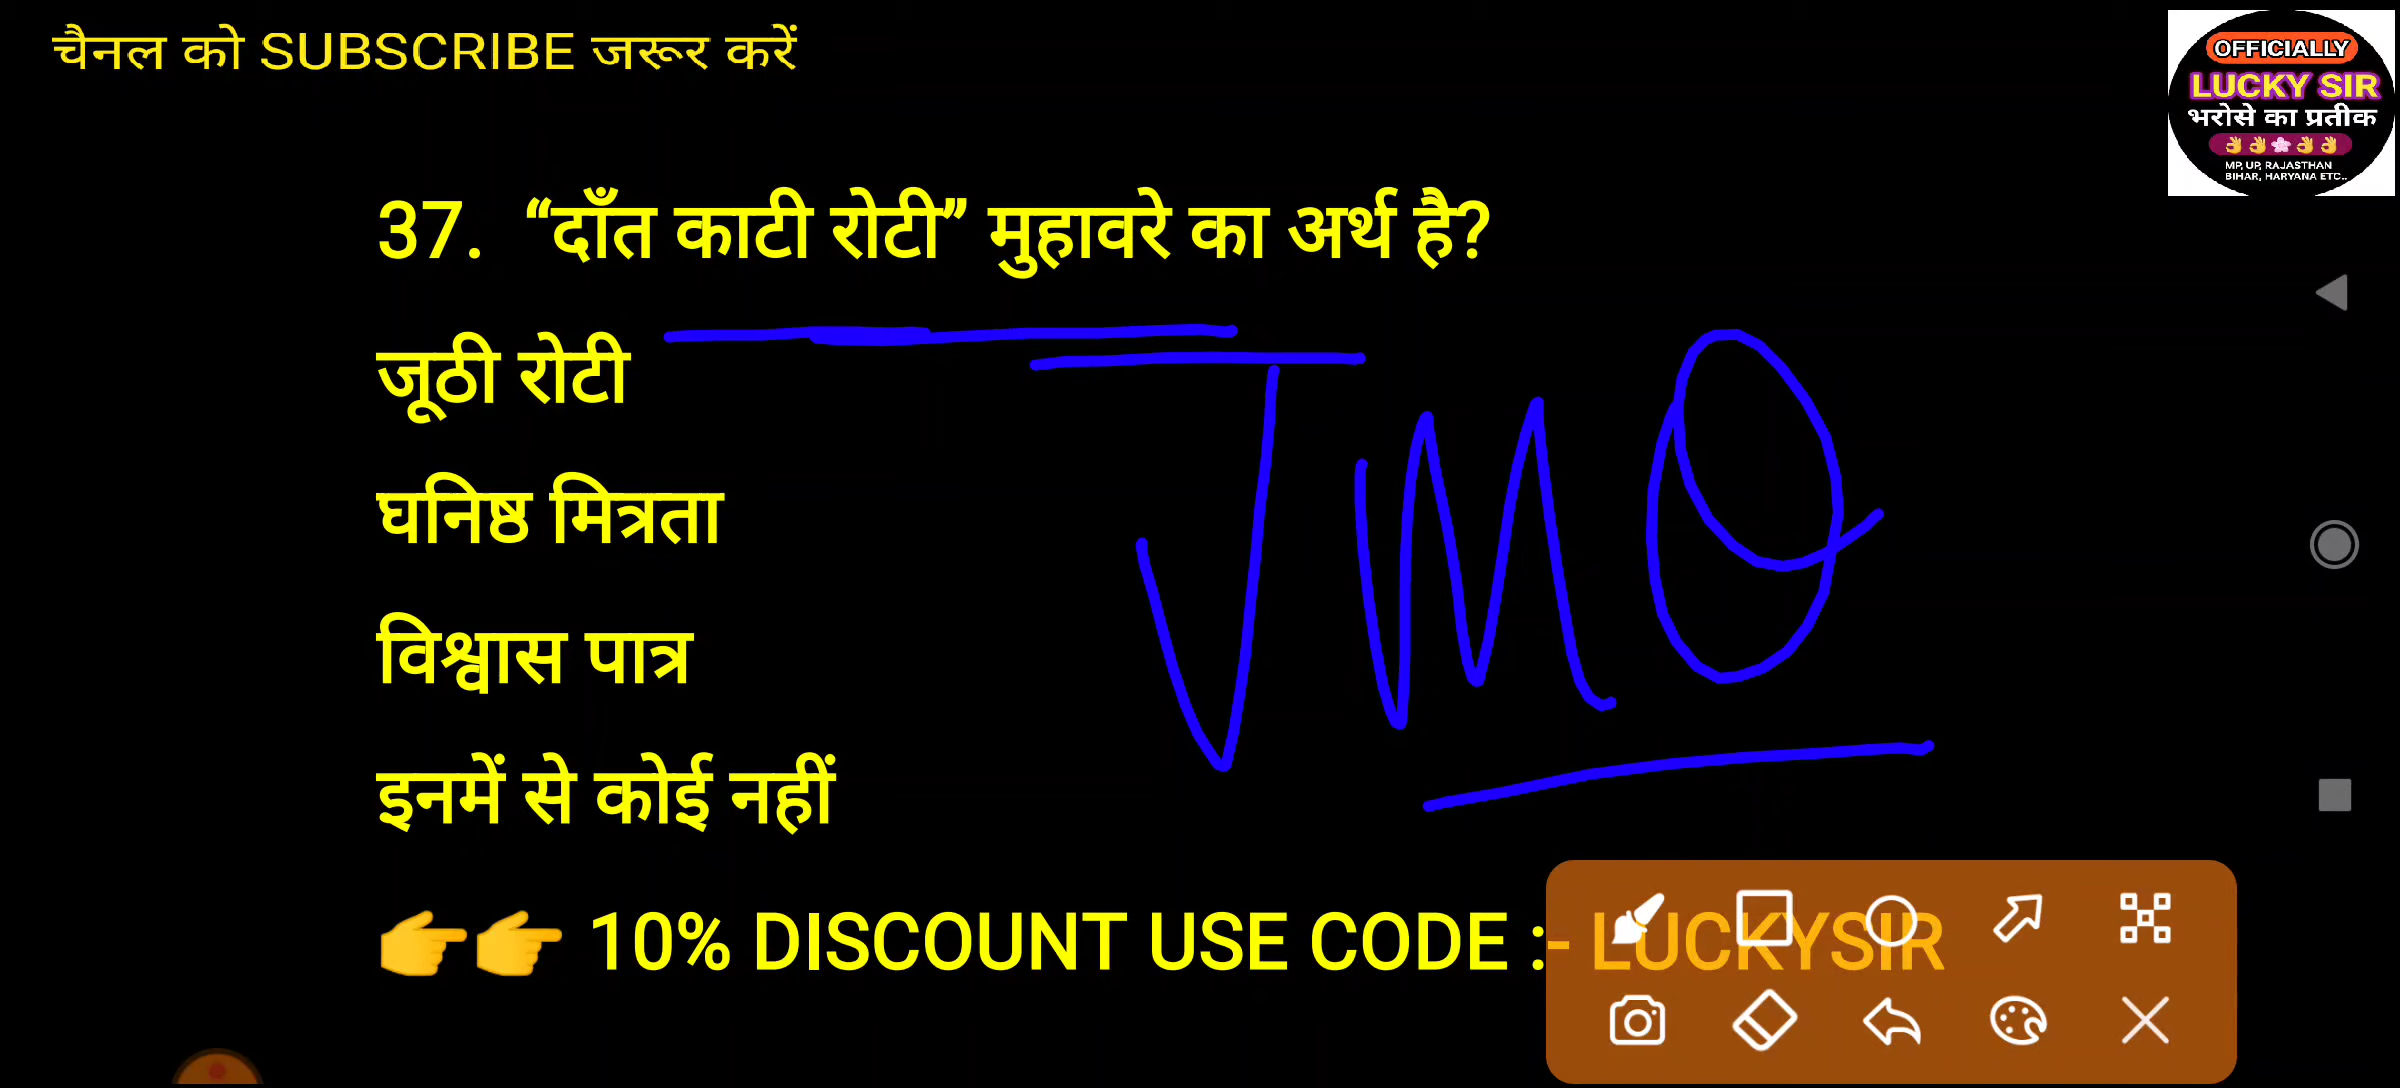 चैनल को SUBSCRIBE जरूर करें
OFFICIALLY
LUCKY SIR
भरोसे का प्रतीक
MP, UP, RAJASTHAN
BIHAR, HARYANA ETC..
37. “दाँत काटी रोटी” मुहावरे का अर्थ है?
जूठी रोटी
घनिष्ठ मित्रता
विश्वास पात्र
इनमें से कोई नहीं
👉👉 10% DISCOUNT USE CODE :- LUCKYSIR